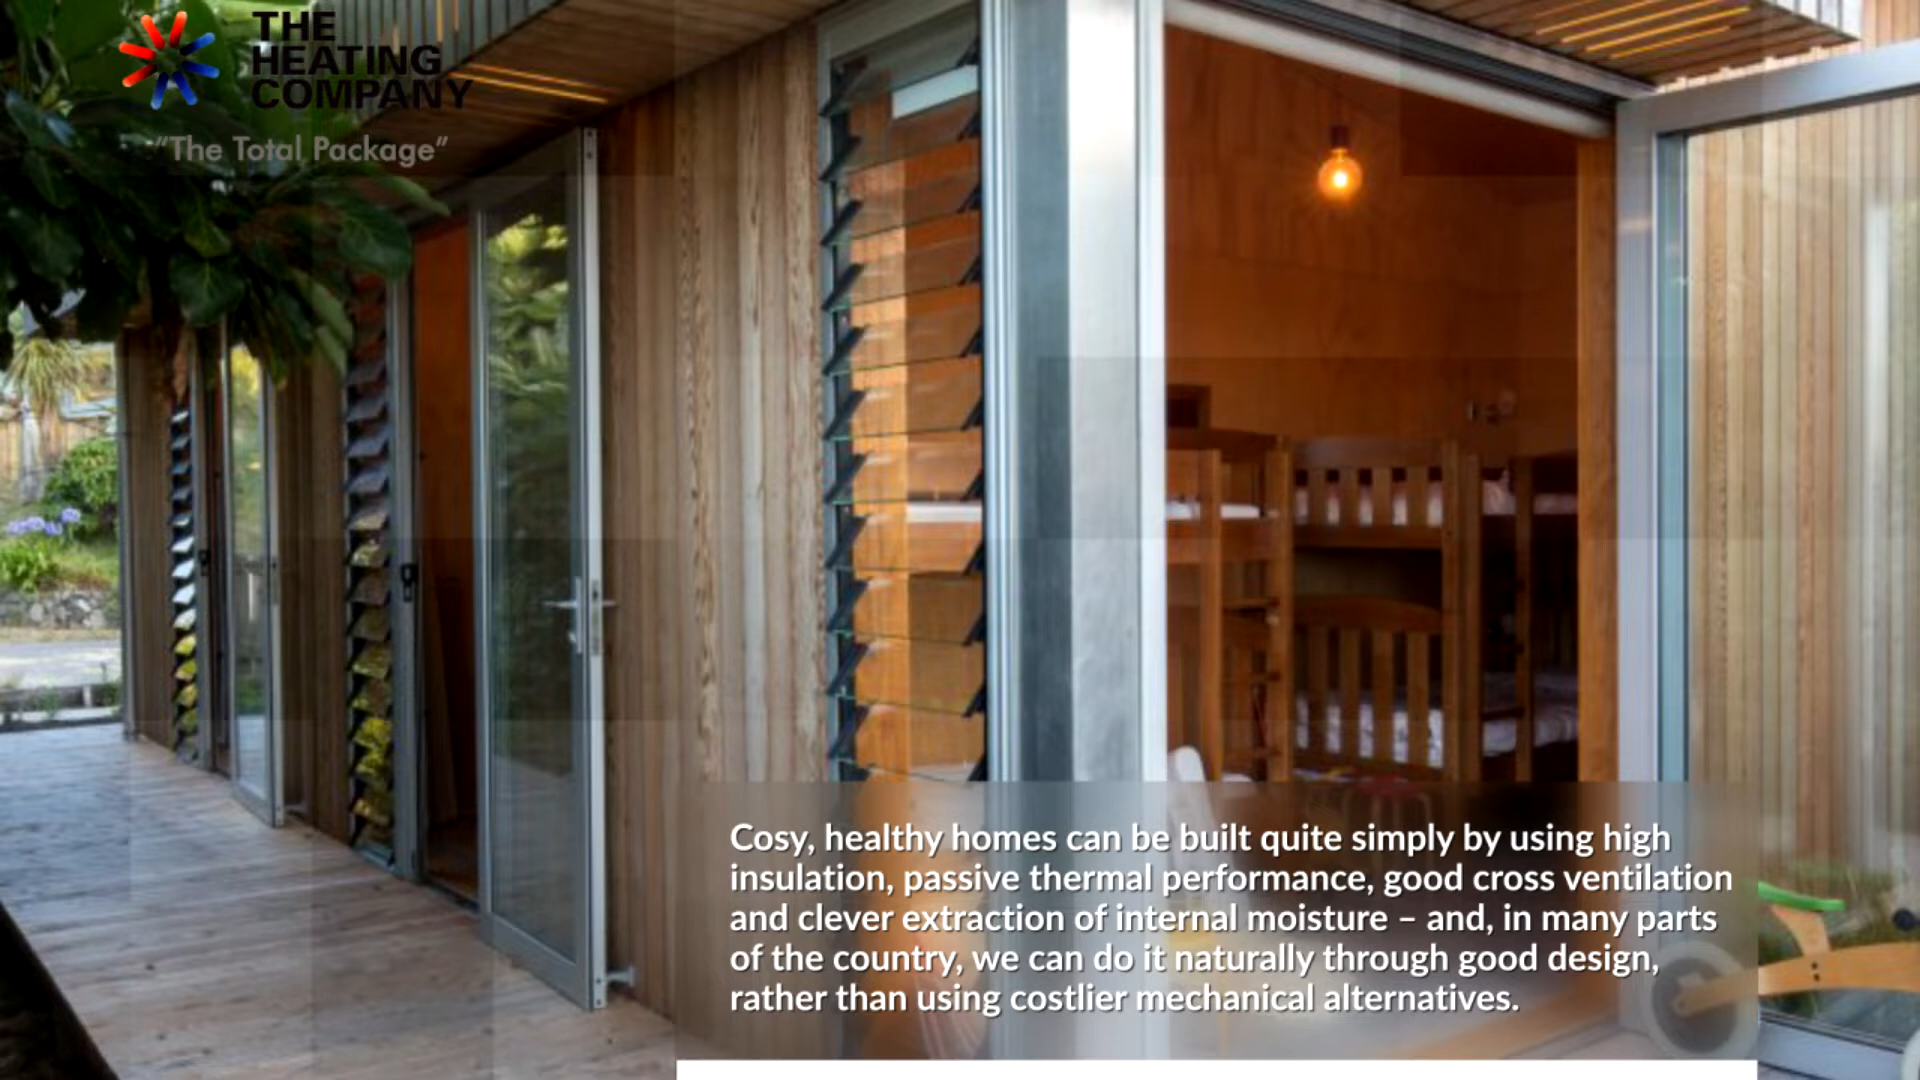 THE
HEATING
COMPANY
“The Total Package”
Cosy, healthy homes can be built quite simply by using high
insulation, passive thermal performance, good cross ventilation
and clever extraction of internal moisture – and, in many parts
of the country, we can do it naturally through good design,
rather than using costlier mechanical alternatives.